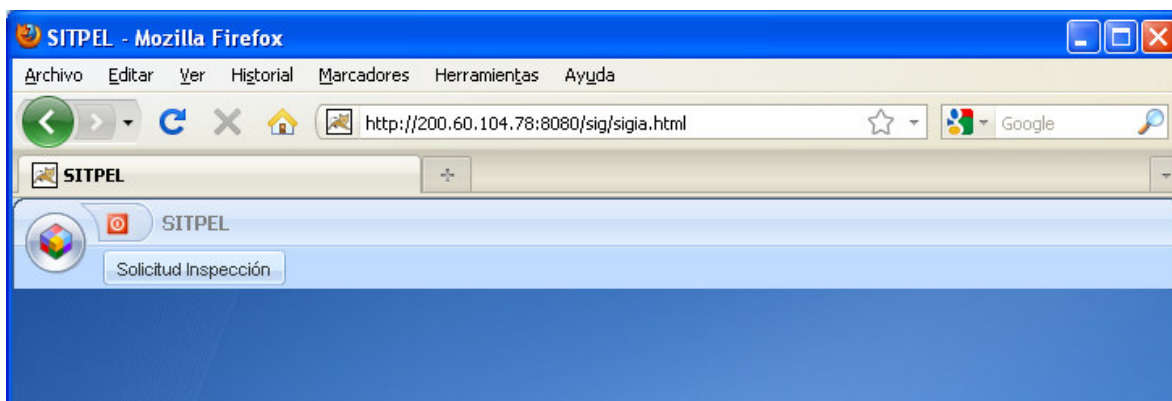 SITPEL - Mozilla Firefox
Archivo Editar Ver Historial Marcadores Herramientas Ayuda
http://200.60.104.78:8080/sig/sigia.html Google
SITPEL
SITPEL
Solicitud Inspección